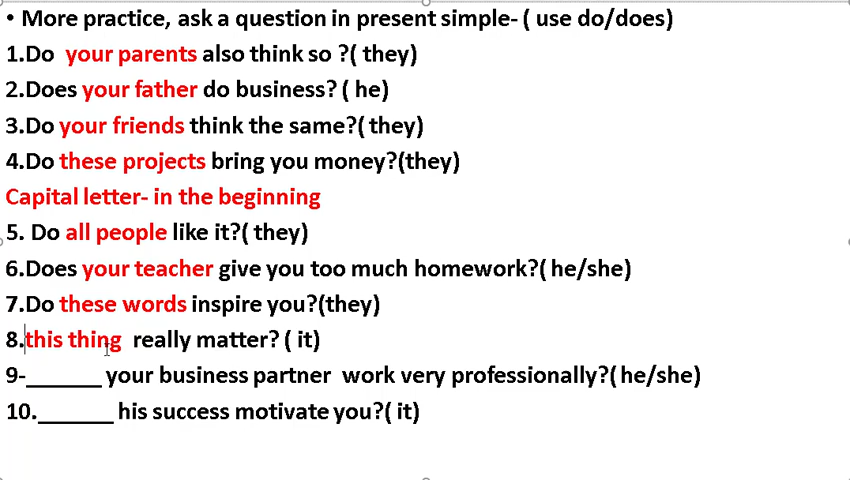 • More practice, ask a question in present simple- ( use do/does)
1.Do your parents also think so ?( they)
2.Does your father do business? ( he)
3.Do your friends think the same?( they)
4.Do these projects bring you money?(they)
Capital letter- in the beginning
5. Do all people like it?( they)
6.Does your teacher give you too much homework?( he/she)
7.Do these words inspire you?(they)
8.this thing really matter? ( it)
9-______ your business partner work very professionally?( he/she)
10.______ his success motivate you?( it)